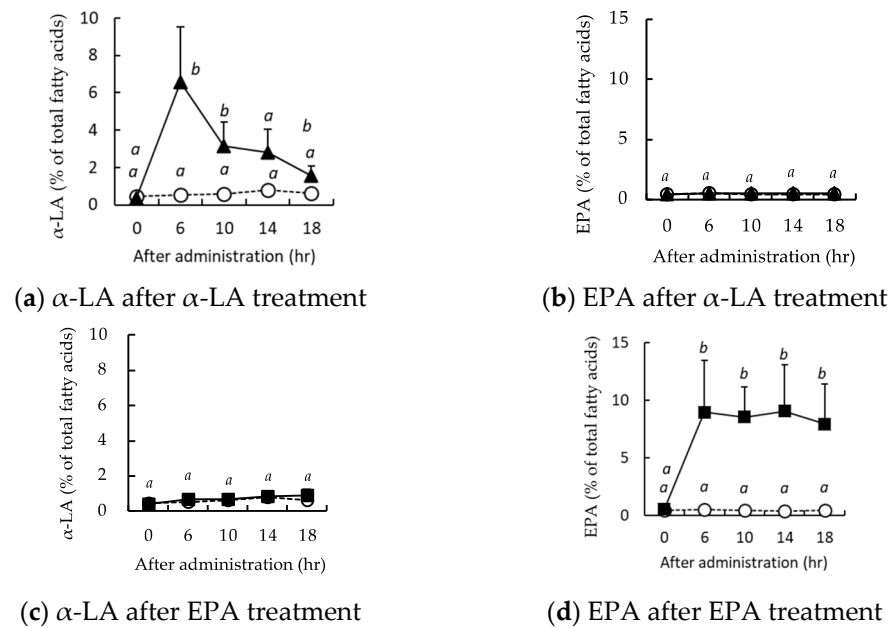 10
8
6
4
2
0
α-LA (% of total fatty acids)
b
b
a
b
a
a
a
a
a
a
0 6 10 14 18
After administration (hr)
(a) α-LA after α-LA treatment
15
10
5
0
EPA (% of total fatty acids)
a a a a a
0 6 10 14 18
After administration (hr)
(b) EPA after α-LA treatment
10
8
6
4
2
0
α-LA (% of total fatty acids)
a a a a a
0 6 10 14 18
After administration (hr)
(c) α-LA after EPA treatment
15
10
5
0
EPA (% of total fatty acids)
b b b b
a
a a a a a
0 6 10 14 18
After administration (hr)
(d) EPA after EPA treatment